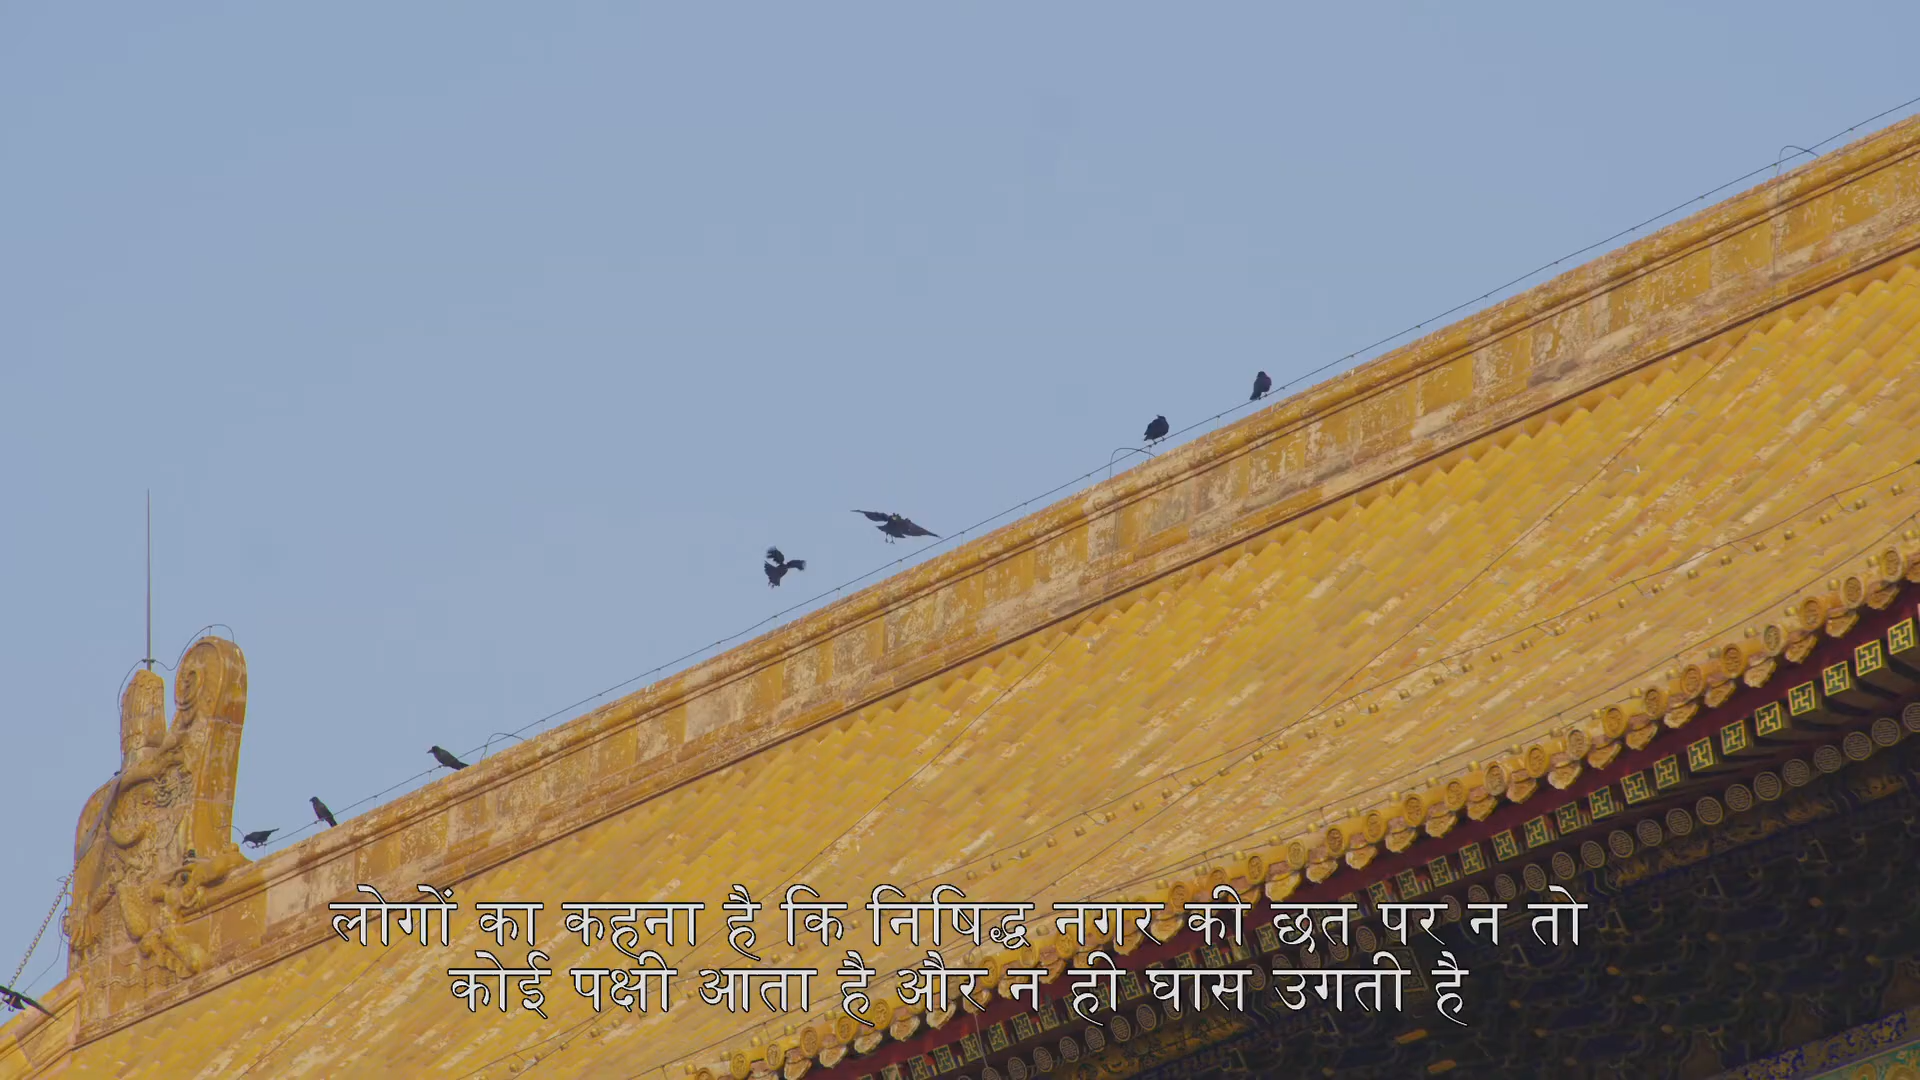 लोगों का कहना है कि निषिद्ध नगर की छत पर न तो
कोई पक्षी आता है और न ही घास उगती है